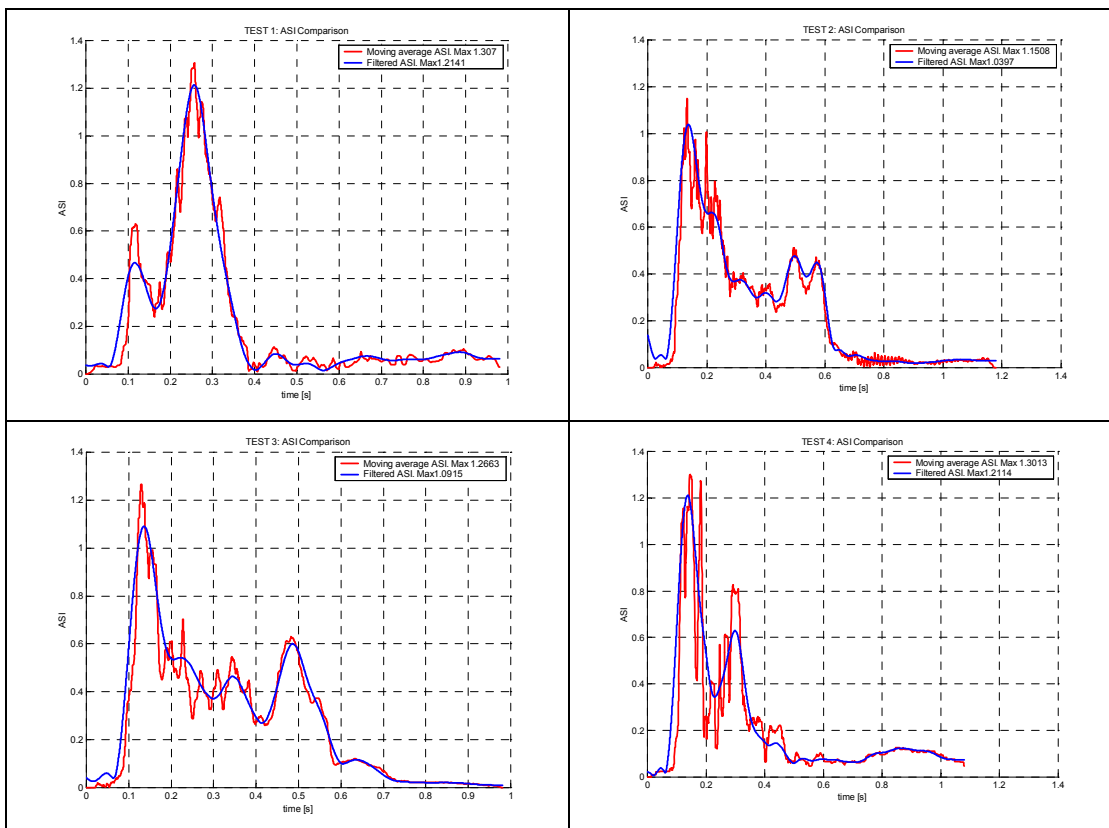 TEST 1: ASI Comparison
Moving average ASI. Max 1.307
Filtered ASI. Max1.2141
1.4
1.2
1
0.8
0.6
0.4
0.2
0
ASI
0 0.1 0.2 0.3 0.4 0.5 0.6 0.7 0.8 0.9 1
time [s]
TEST 2: ASI Comparison
Moving average ASI. Max 1.1508
Filtered ASI. Max1.0397
1.4
1.2
1
0.8
0.6
0.4
0.2
0
ASI
0 0.2 0.4 0.6 0.8 1 1.2 1.4
time [s]
TEST 3: ASI Comparison
Moving average ASI. Max 1.2663
Filtered ASI. Max1.0915
1.4
1.2
1
0.8
0.6
0.4
0.2
0
ASI
0 0.1 0.2 0.3 0.4 0.5 0.6 0.7 0.8 0.9 1
time [s]
TEST 4: ASI Comparison
Moving average ASI. Max 1.3013
Filtered ASI. Max1.2114
1.4
1.2
1
0.8
0.6
0.4
0.2
0
ASI
0 0.2 0.4 0.6 0.8 1 1.2 1.4
time [s]